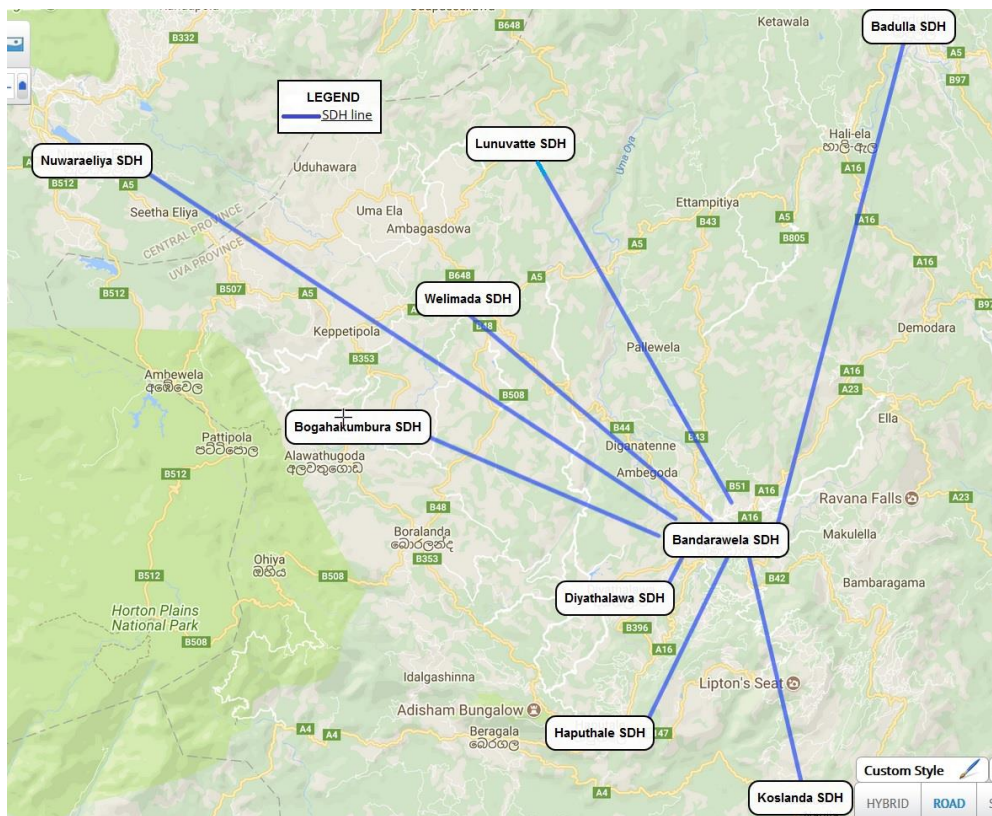 B332
B648
Ketawala
Badulla SDH
A5
B97
LEGEND
SDH line
Hali-ela
හාලි-ඇල
Lunuvatte SDH
Nuwaraeliya SDH
B512
A5
Uduhawara
Uma Oya
A16
Seetha Eliya
Uma Ela
Ambagasdowa
Ettampitiya
B43
A5
B805
A16
CENTRAL PROVINCE
UVA PROVINCE
A5
A16
B648
A5
B512
B507
A5
Welimada SDH
B97
Keppetipola
B48
Demodara
Pallewela
B353
A16
A23
Ambewela
අඹේවෙල
B508
Ella
Bogahakumbura SDH
B44
B43
Pattipola
පට්ටිපොල
Alawathugoda
අලවතුගොඩ
Diganatenne
Ambegoda
B512
B51
A16
Ravana Falls
A23
B48
A16
Boralanda
බොරලන්ද
B353
Bandarawela SDH
Makulella
Ohiya
ඔහිය
B512
B508
B42
Bambaragama
Diyathalawa SDH
Horton Plains
National Park
B508
B396
A16
Idalgashinna
Lipton's Seat
Adisham Bungalow
A4
A4
Beragala
බෙරගල
Haputhale SDH
47
Custom Style
A4
Koslanda SDH
HYBRID
ROAD